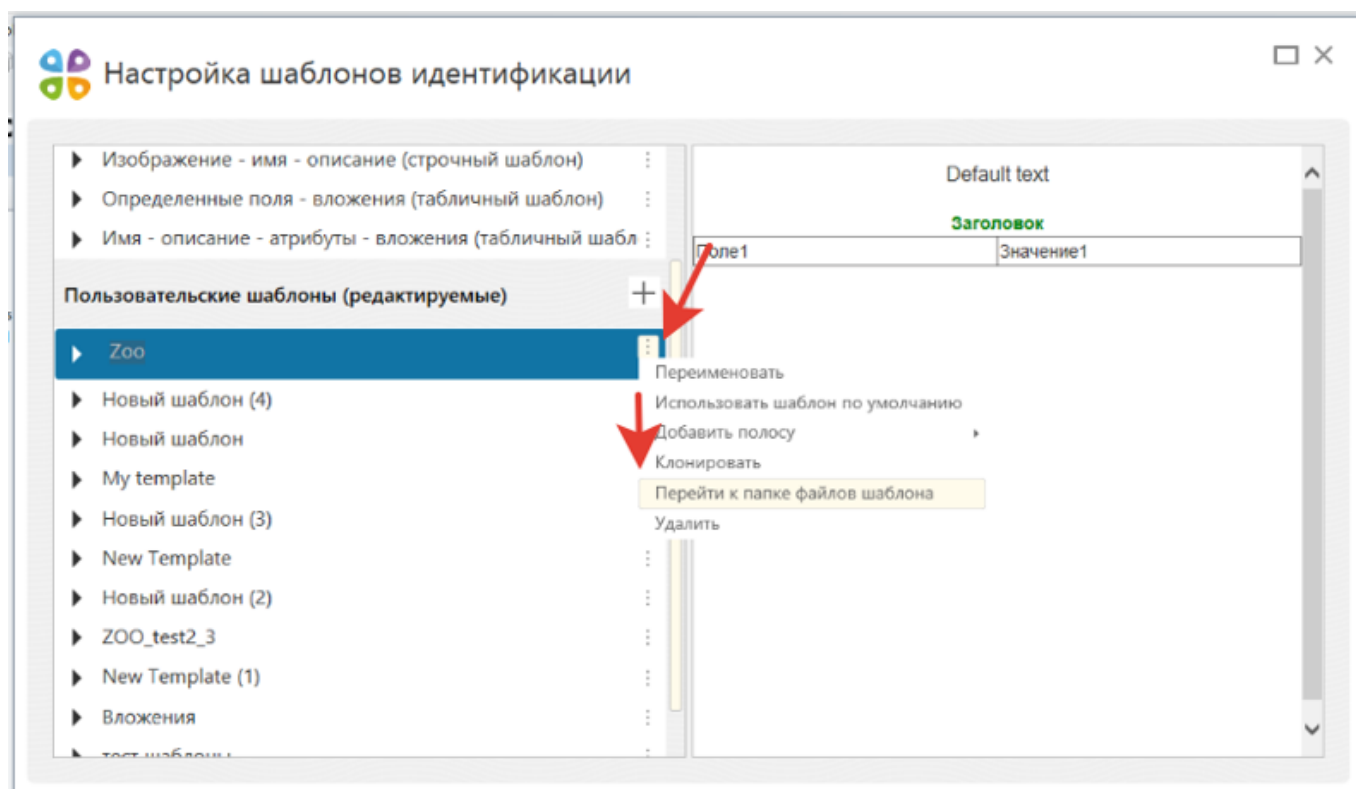 Настройка шаблонов идентификации
Изображение - имя - описание (строчный шаблон)
Определенные поля - вложения (табличный шаблон)
Имя - описание - атрибуты - вложения (табличный шабл
Пользовательские шаблоны (редактируемые)
Zoo
Новый шаблон (4)
Новый шаблон
My template
Новый шаблон (3)
New Template
Новый шаблон (2)
ZOO_test2_3
New Template (1)
Вложения
тест шаблоны
Default text
Заголовок
Поле1 Значение1
Переименовать
Использовать шаблон по умолчанию
Добавить полосу
Клонировать
Перейти к папке файлов шаблона
Удалить